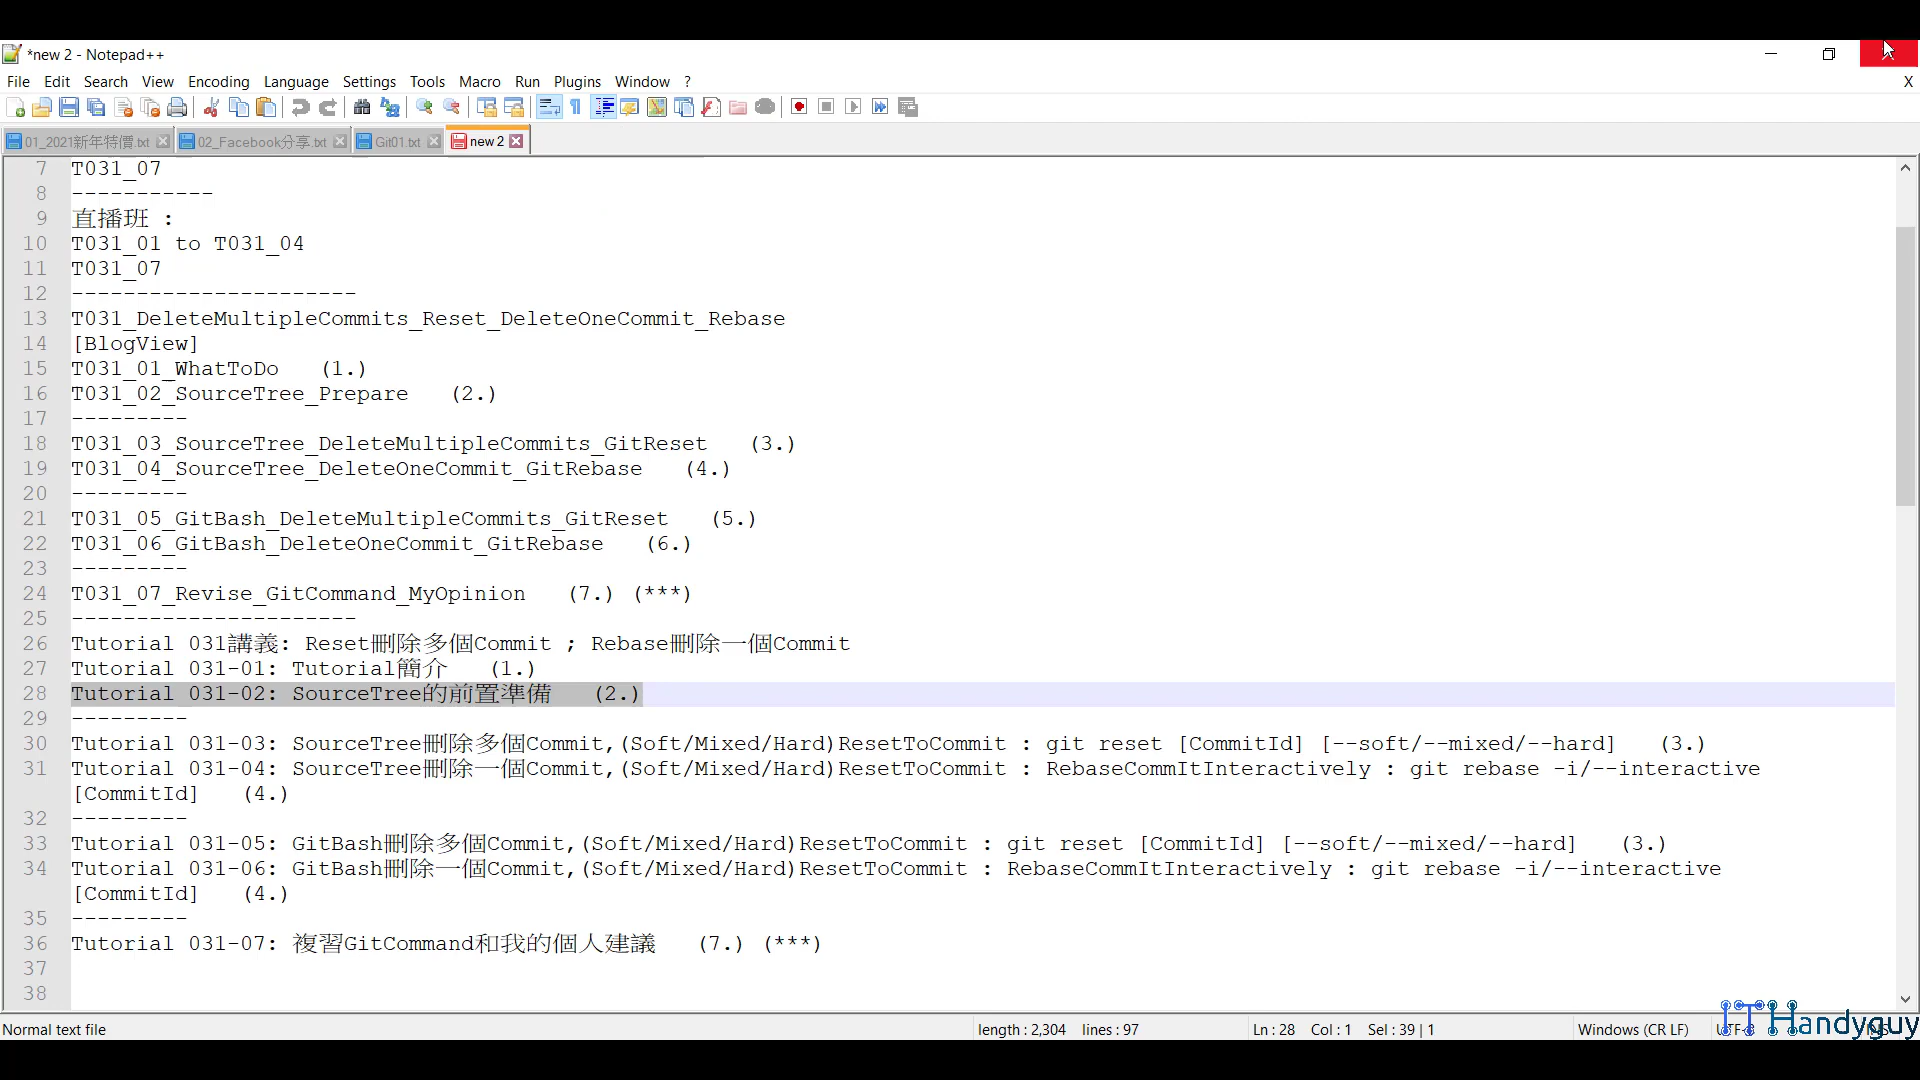 *new 2 - Notepad++
File Edit Search View Encoding Language Settings Tools Macro Run Plugins Window ? X
01_2021新年特價.txt 02_Facebook分享.txt Git01.txt new 2
7 T031_07
8 -----------
9 直播班 :
10 T031_01 to T031_04
11 T031_07
12 ----------------------
13 T031_DeleteMultipleCommits_Reset_DeleteOneCommit_Rebase
14 [BlogView]
15 T031_01_WhatToDo (1.)
16 T031_02_SourceTree_Prepare (2.)
17 ---------
18 T031_03_SourceTree_DeleteMultipleCommits_GitReset (3.)
19 T031_04_SourceTree_DeleteOneCommit_GitRebase (4.)
20 ---------
21 T031_05_GitBash_DeleteMultipleCommits_GitReset (5.)
22 T031_06_GitBash_DeleteOneCommit_GitRebase (6.)
23 ---------
24 T031_07_Revise_GitCommand_MyOpinion (7.) (***)
25 ----------------------
26 Tutorial 031講義: Reset刪除多個Commit ; Rebase刪除一個Commit
27 Tutorial 031-01: Tutorial簡介 (1.)
28 Tutorial 031-02: SourceTree的前置準備 (2.)
29 ---------
30 Tutorial 031-03: SourceTree刪除多個Commit,(Soft/Mixed/Hard)ResetToCommit : git reset [CommitId] [--soft/--mixed/--hard] (3.)
31 Tutorial 031-04: SourceTree刪除一個Commit,(Soft/Mixed/Hard)ResetToCommit : RebaseCommItInteractively : git rebase -i/--interactive
[CommitId] (4.)
32 ---------
33 Tutorial 031-05: GitBash刪除多個Commit,(Soft/Mixed/Hard)ResetToCommit : git reset [CommitId] [--soft/--mixed/--hard] (3.)
34 Tutorial 031-06: GitBash刪除一個Commit,(Soft/Mixed/Hard)ResetToCommit : RebaseCommItInteractively : git rebase -i/--interactive
[CommitId] (4.)
35 ---------
36 Tutorial 031-07: 複習GitCommand和我的個人建議 (7.) (***)
37
38
Normal text file length : 2,304 lines : 97 Ln : 28 Col : 1 Sel : 39 | 1 Windows (CR LF) UTF-8 INS
IT Handyguy